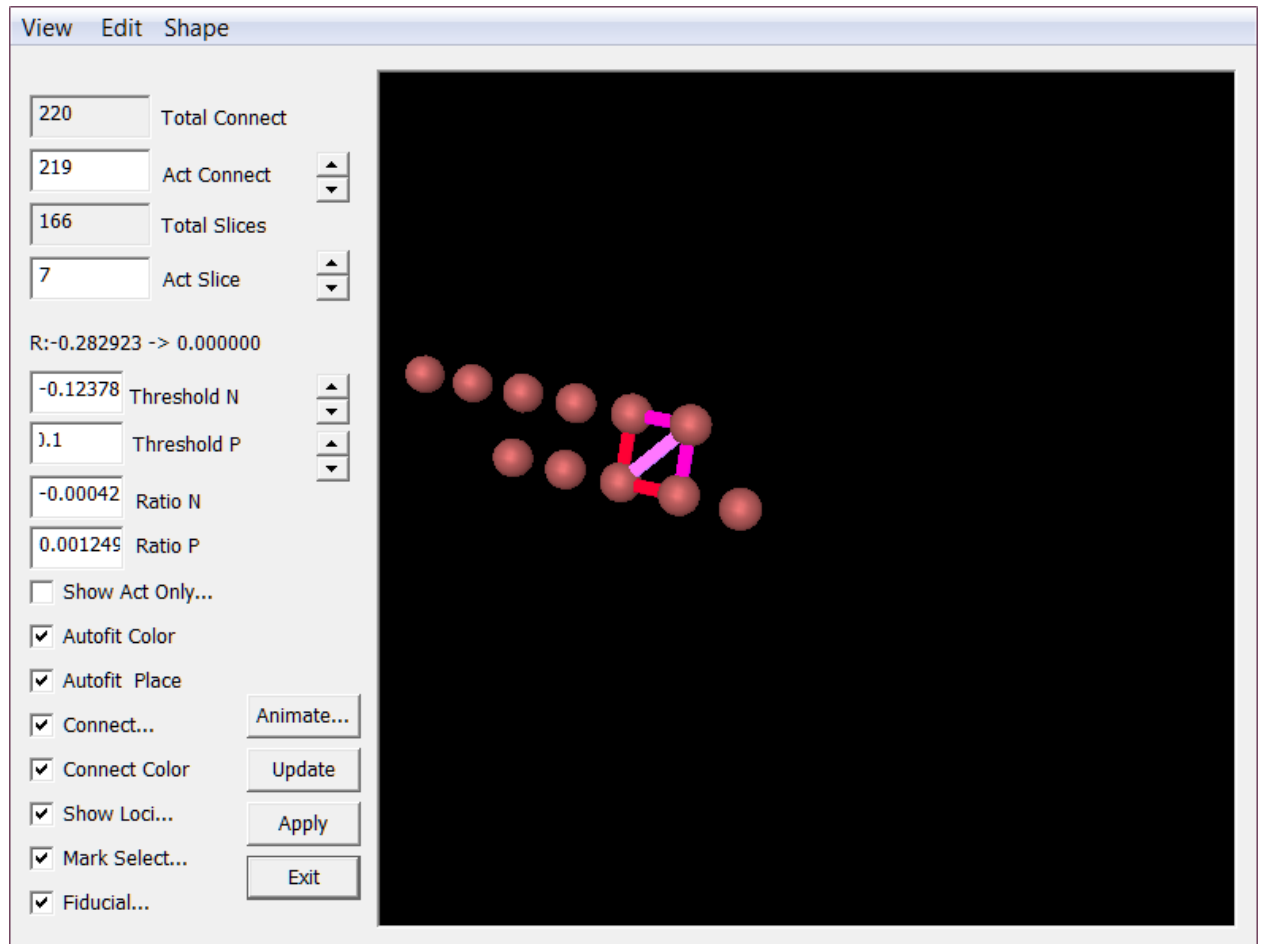 View Edit Shape
220 Total Connect
219 Act Connect
166 Total Slices
7 Act Slice
R:-0.282923 -> 0.000000
-0.12378 Threshold N
0.1 Threshold P
-0.00042 Ratio N
0.001249 Ratio P
Show Act Only...
Autofit Color
Autofit Place
Connect...
Animate...
Connect Color
Update
Show Loci...
Apply
Mark Select...
Exit
Fiducial...